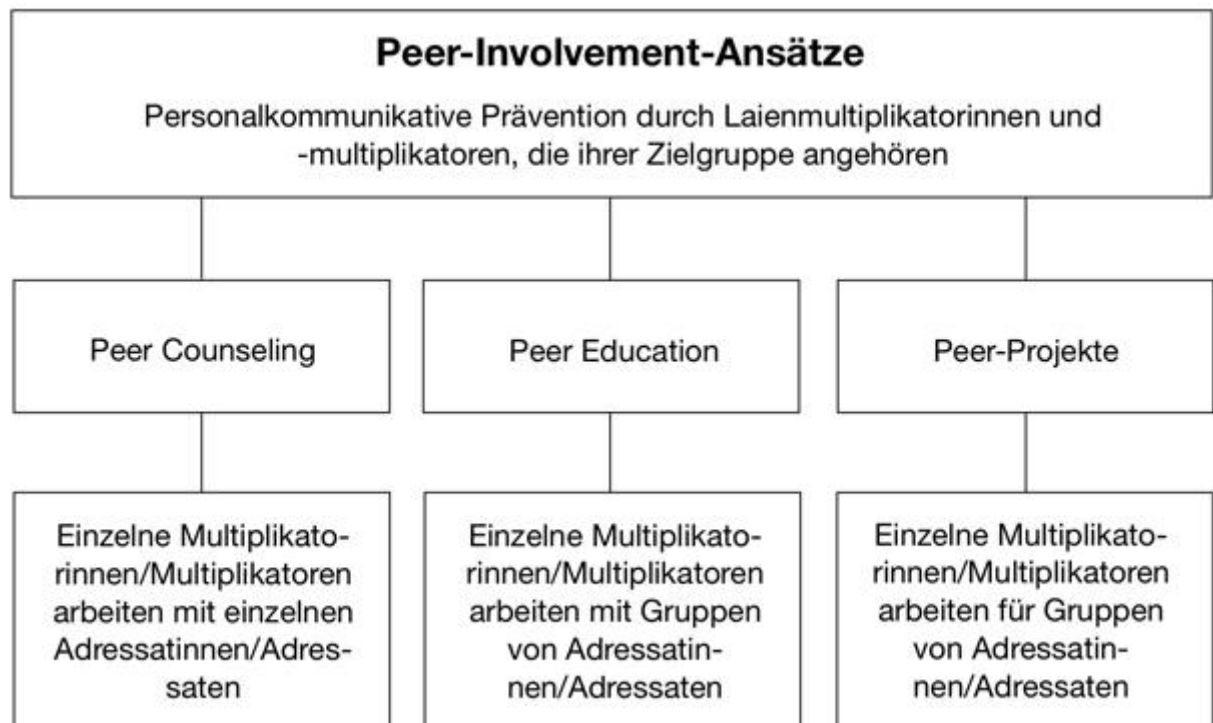 Peer-Involvement-Ansätze
Personalkommunikative Prävention durch Laienmultiplikatorinnen und
-multiplikatoren, die ihrer Zielgruppe angehören
Peer Counseling
Peer Education
Peer-Projekte
Einzelne Multiplikato-
rinnen/Multiplikatoren
arbeiten mit einzelnen
Adressatinnen/Adres-
saten
Einzelne Multiplikato-
rinnen/Multiplikatoren
arbeiten mit Gruppen
von Adressatin-
nen/Adressaten
Einzelne Multiplikato-
rinnen/Multiplikatoren
arbeiten für Gruppen
von Adressatin-
nen/Adressaten